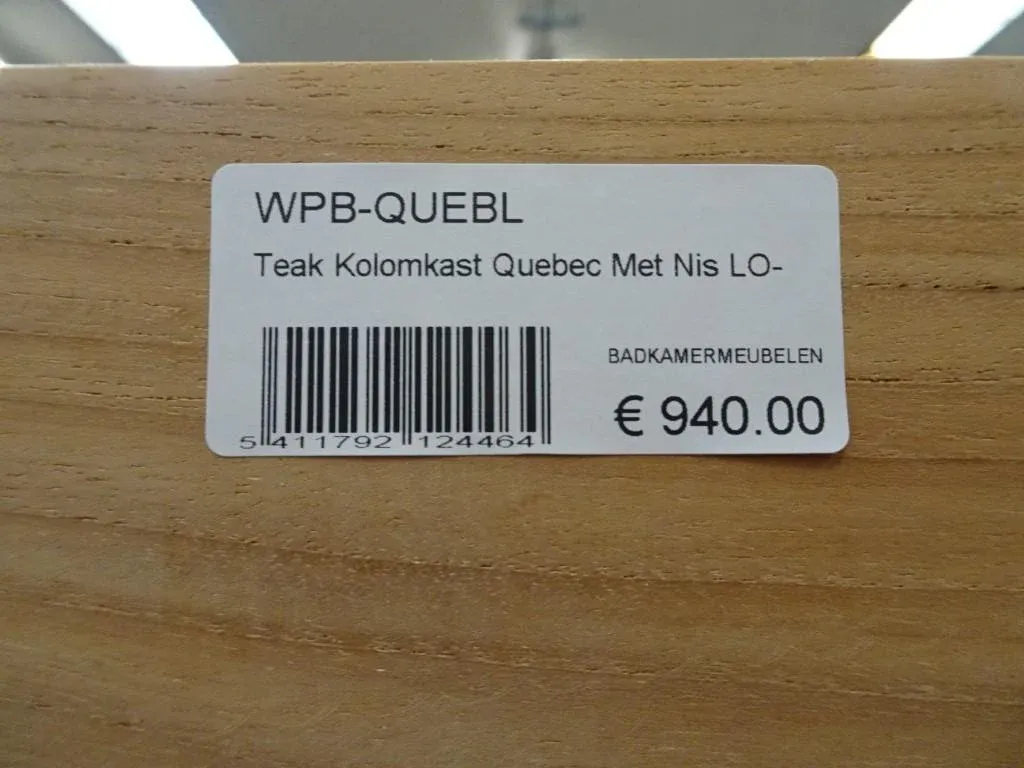 WPB-QUEBL
Teak Kolomkast Quebec Met Nis LO-
BADKAMERMEUBELEN
€ 940.00
5 411792 124464